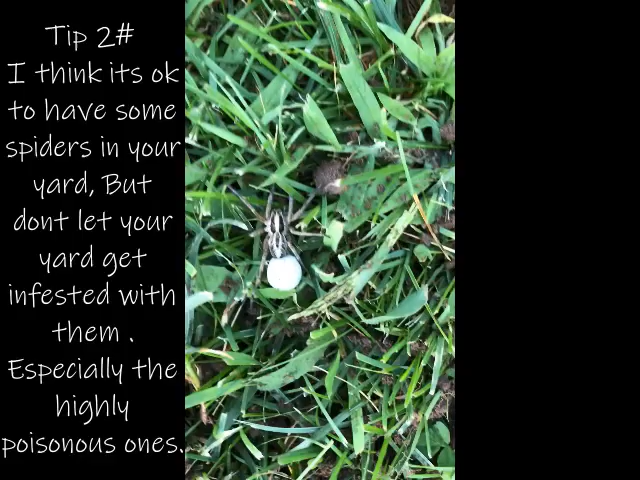 Tip 2#
I think its ok
to have some
spiders in your
yard, But
dont let your
yard get
infested with
them .
Especially the
highly
poisonous ones.